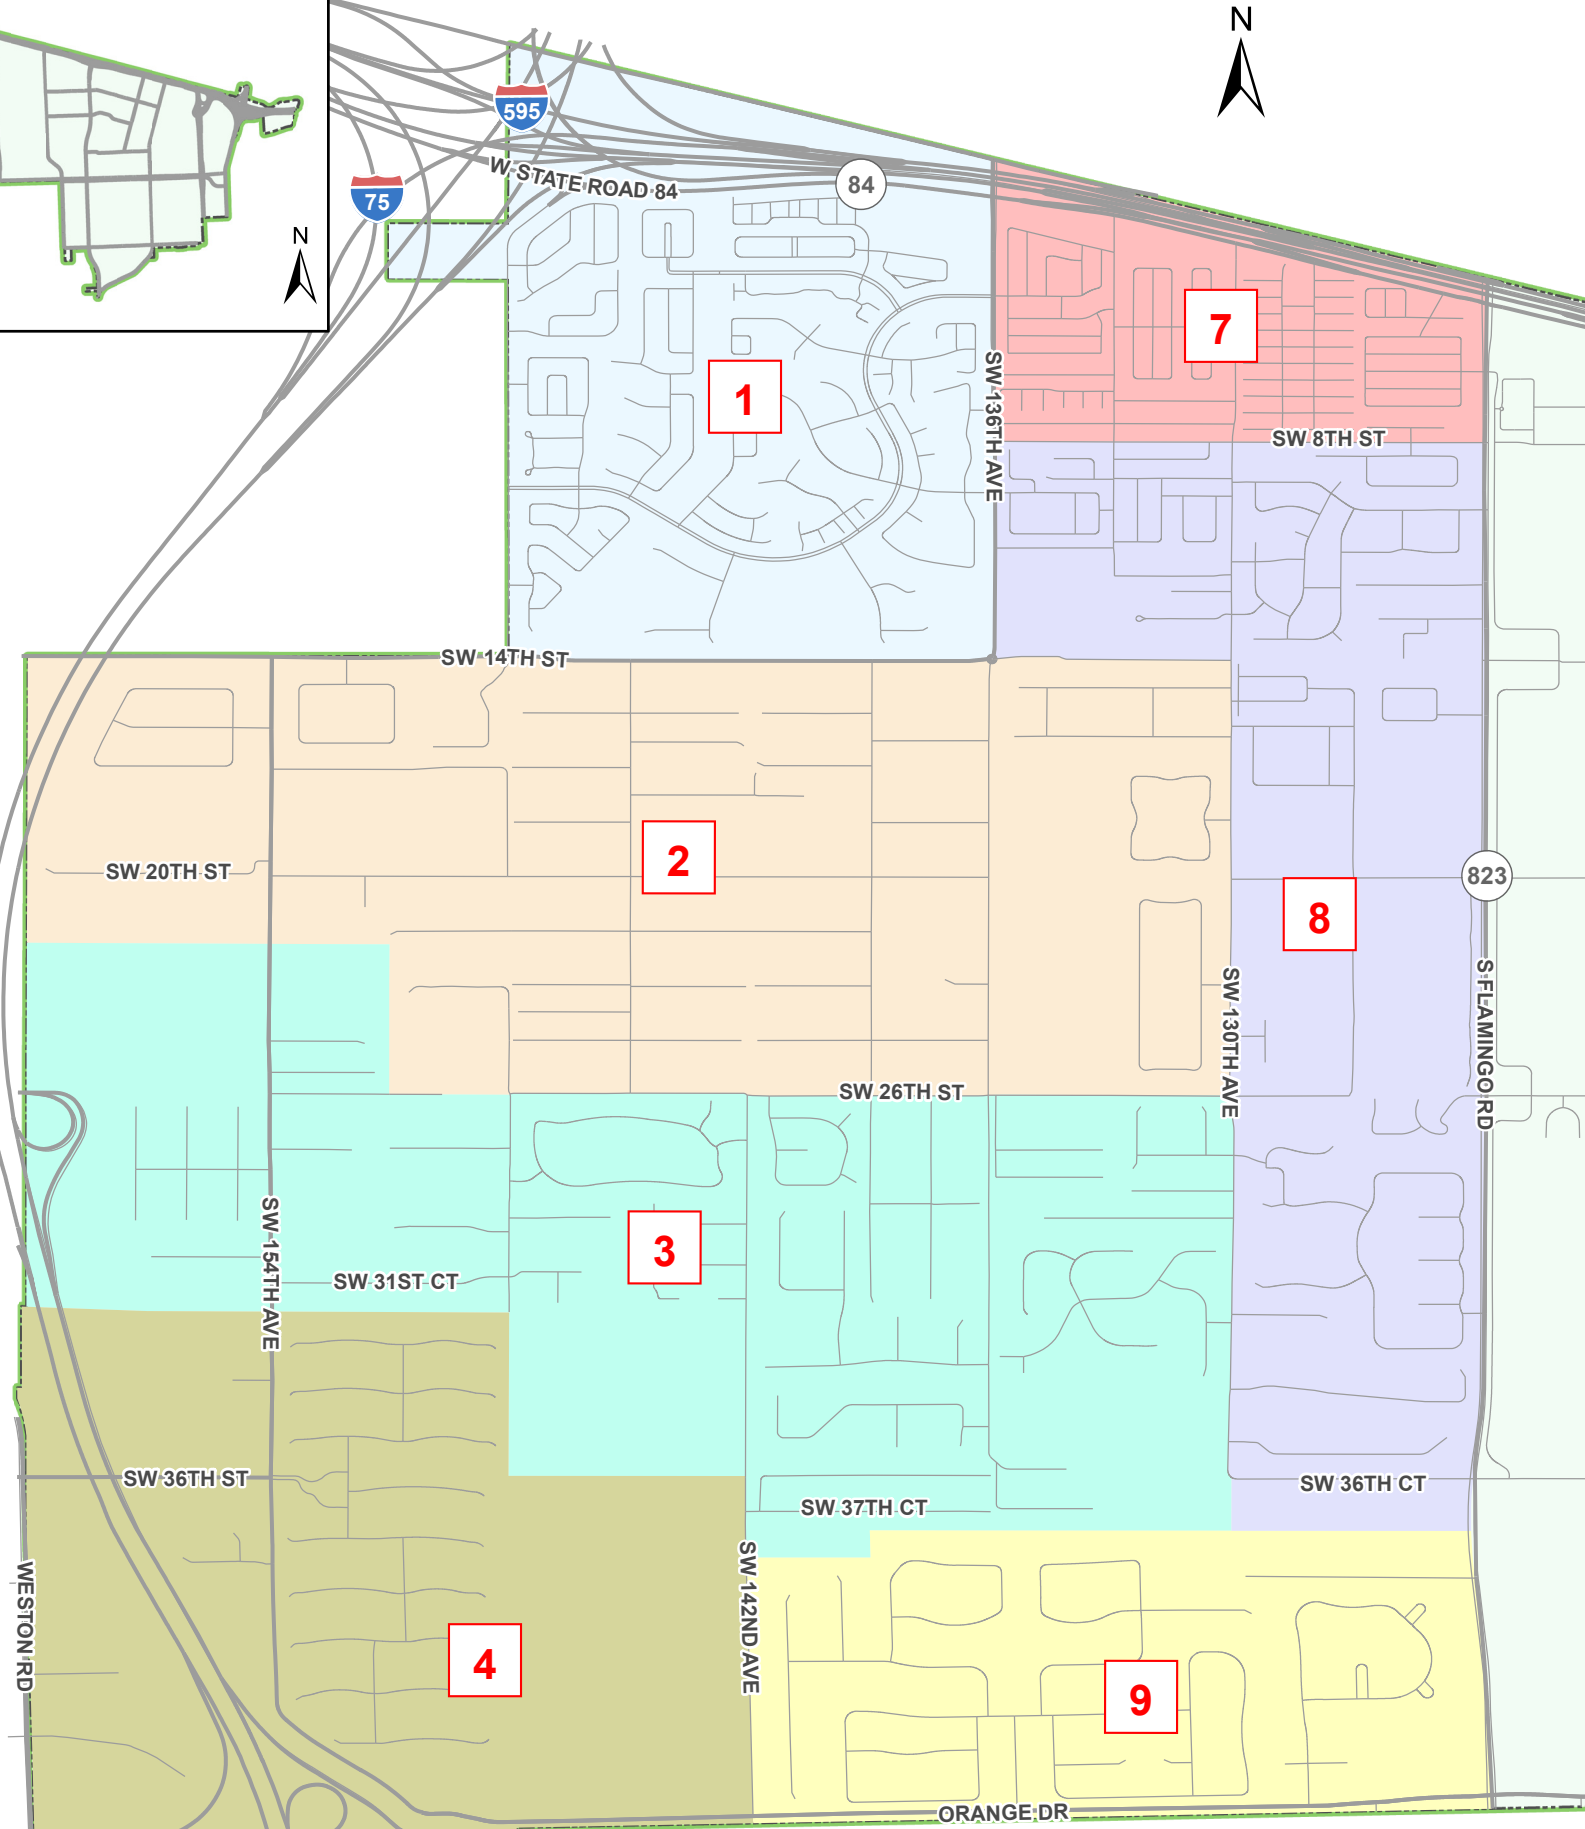 N
N
595
75
W STATE ROAD 84
84
7
1
SW 136TH AVE
SW 8TH ST
SW 14TH ST
2
SW 20TH ST
823
8
SW 130TH AVE
S FLAMINGO RD
SW 26TH ST
3
SW 154TH AVE
SW 31ST CT
SW 36TH ST
SW 36TH CT
SW 37TH CT
WESTON RD
SW 142ND AVE
4
9
ORANGE DR